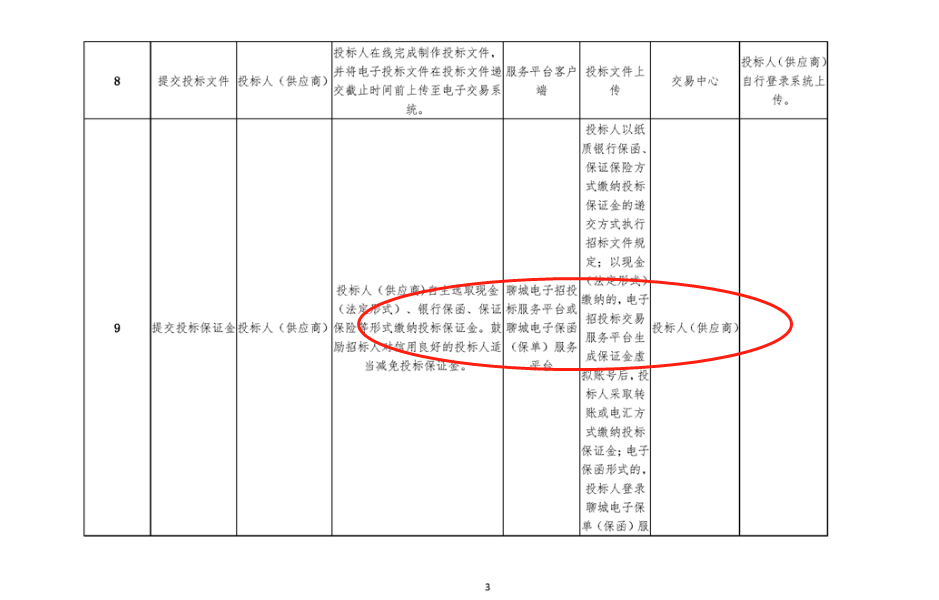 8
提交投标文件
投标人（供应商）
投标人在线完成制作投标文件，
并将电子投标文件在投标文件递
交截止时间前上传至电子交易系
统。
服务平台客户
端
投标文件上
传
交易中心
投标人（供应商）
自行登录系统上
传。
9
提交投标保证金
投标人（供应商）
投标人（供应商）自主选取现金
（法定形式）、银行保函、保证
保险等形式缴纳投标保证金。鼓
励招标人对信用良好的投标人适
当减免投标保证金。
聊城电子招投
标服务平台或
聊城电子保函
（保单）服务
平台
投标人以纸
质银行保函、
保证保险方
式缴纳投标
保证金的递
交方式执行
招标文件规
定；以现金
（法定形式）
缴纳的，电子
招投标交易
服务平台生
成保证金虚
拟账号后，投
标人采取转
账或电汇方
式缴纳投标
保证金；电子
保函形式的，
投标人登录
聊城电子保
单（保函）服
投标人（供应商）
3